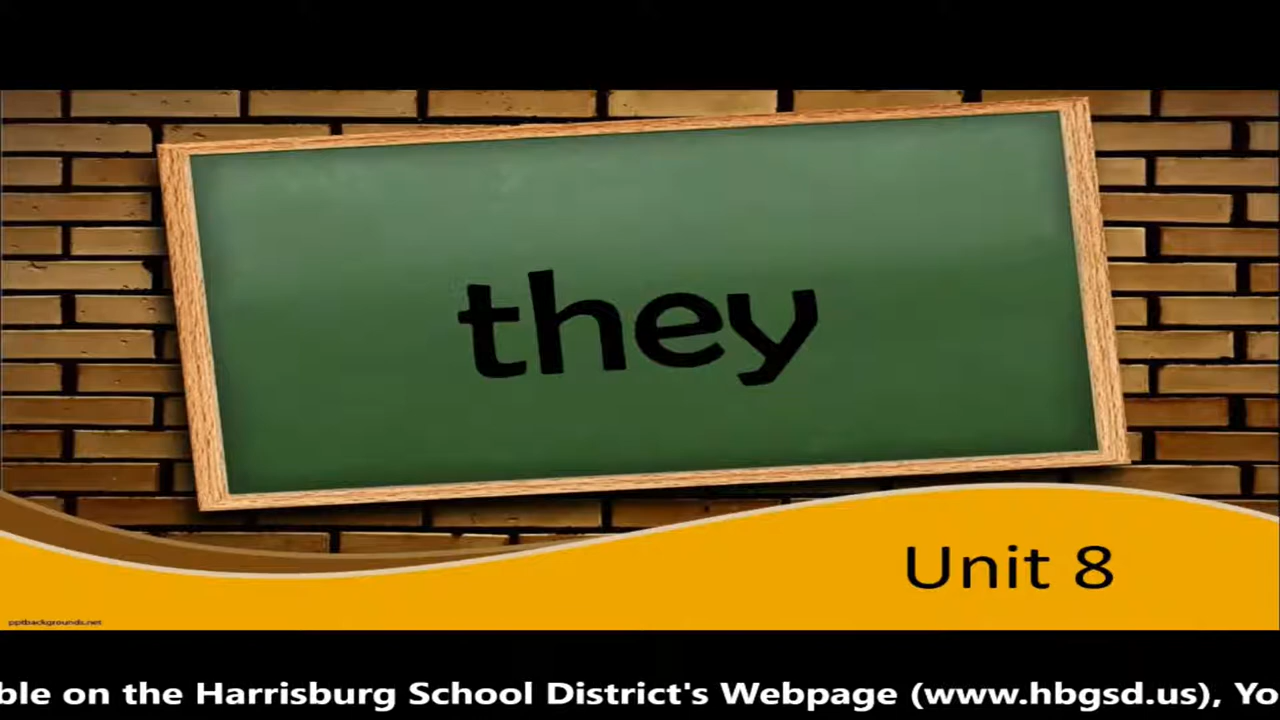 they
Unit 8
pptbackgrounds.net
ble on the Harrisburg School District's Webpage (www.hbgsd.us), Yo